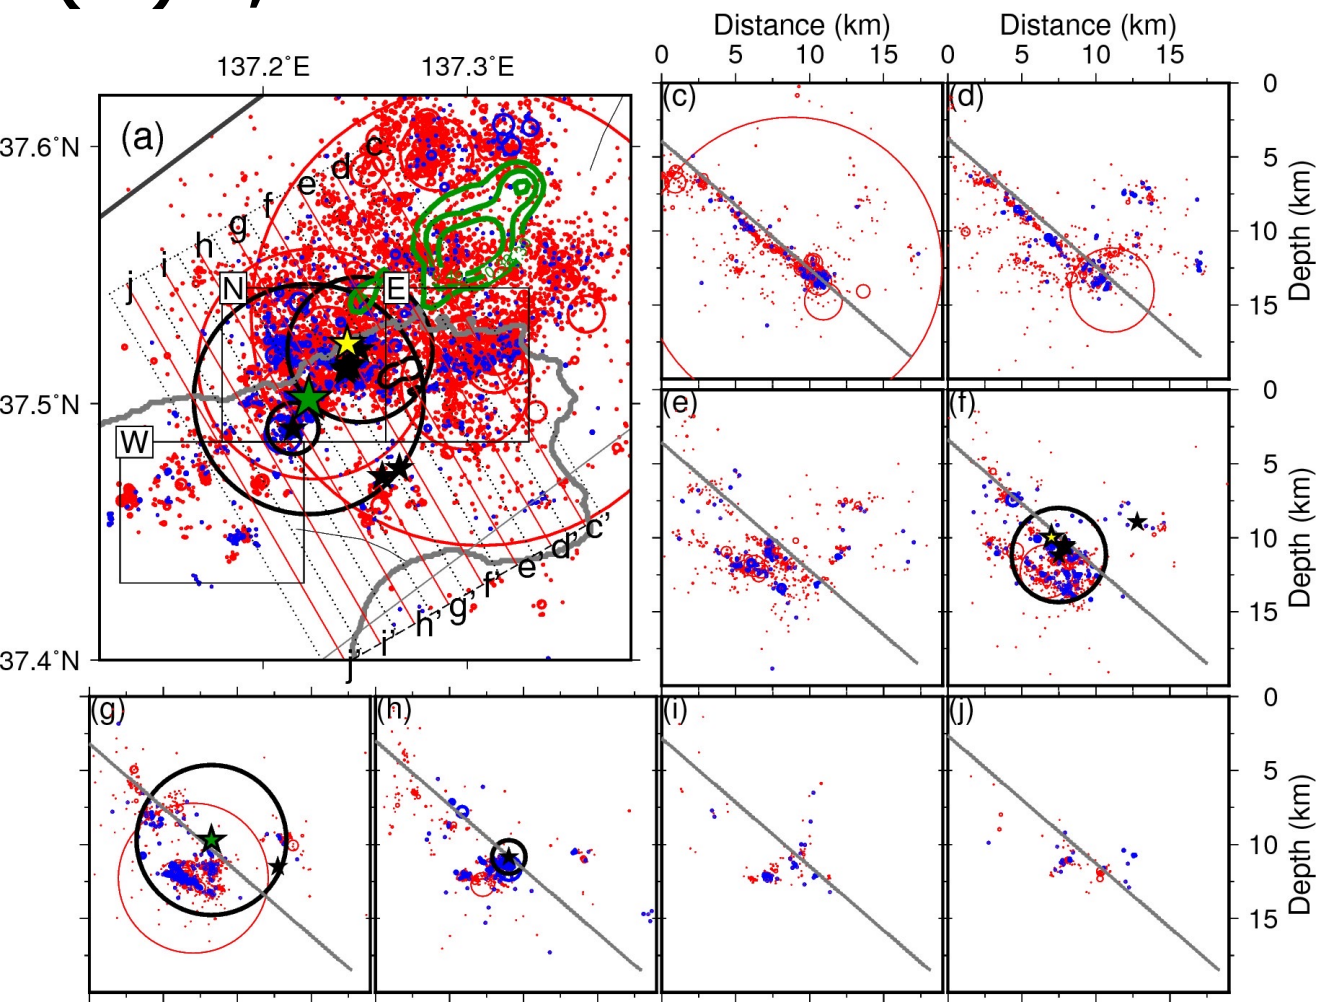 Distance (km) Distance (km)
0 5 10 15 0 5 10 15
137.2°E 137.3°E
37.6°N
37.5°N
37.4°N
(a)
c
d
e
f
g
h
i
j
N
E
W
c'
d'
e'
f'
g'
h'
i'
j'
(c)
(d)
0
5
10
15
Depth (km)
(e)
(f)
0
5
10
15
Depth (km)
(g)
(h)
(i)
(j)
0
5
10
15
Depth (km)